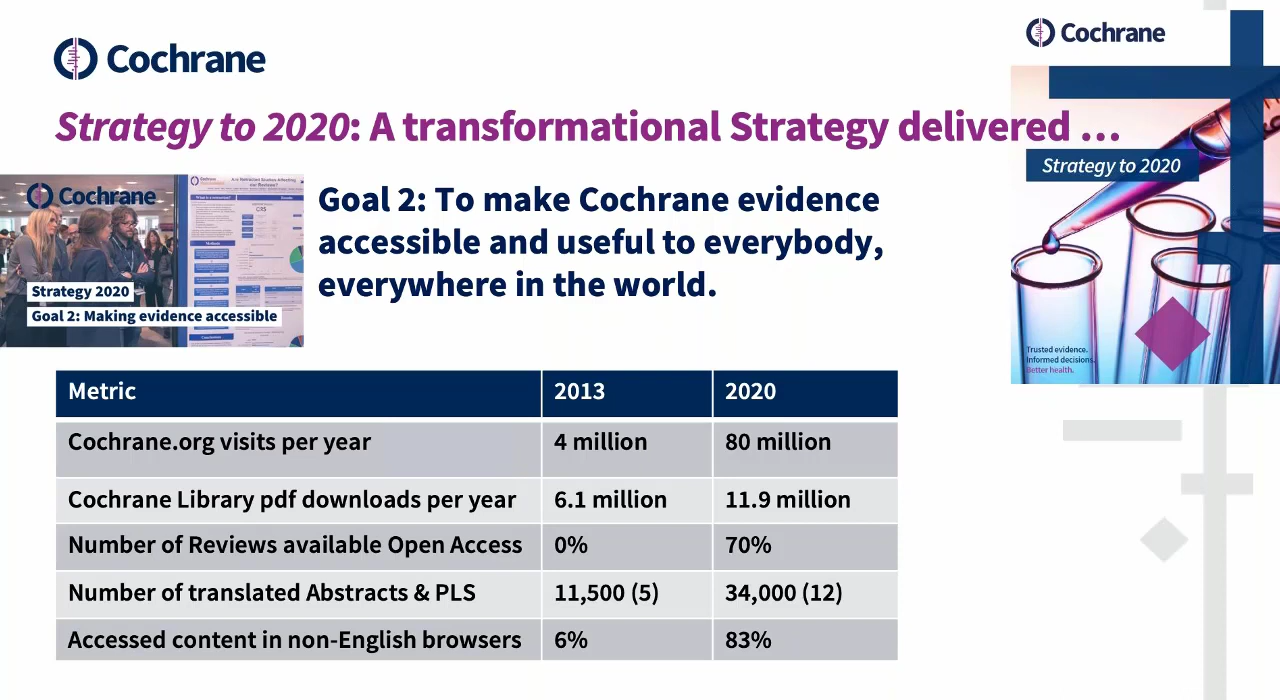 Cochrane
Cochrane
Strategy to 2020: A transformational Strategy delivered ...
Strategy to 2020
Cochrane
Strategy 2020
Goal 2: Making evidence accessible
Goal 2: To make Cochrane evidence
accessible and useful to everybody,
everywhere in the world.
Trusted evidence.
Informed decisions.
Better health.
Metric 2013 2020
Cochrane.org visits per year 4 million 80 million
Cochrane Library pdf downloads per year 6.1 million 11.9 million
Number of Reviews available Open Access 0% 70%
Number of translated Abstracts & PLS 11,500 (5) 34,000 (12)
Accessed content in non-English browsers 6% 83%